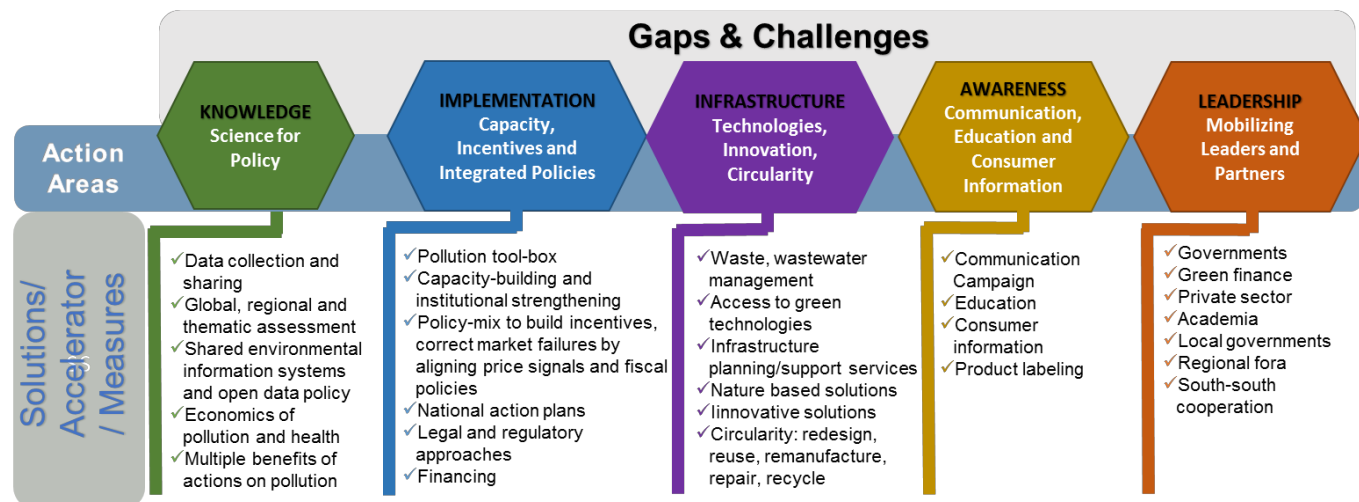 Gaps & Challenges
KNOWLEDGE
Science for
Policy
IMPLEMENTATION
Capacity,
Incentives and
Integrated Policies
INFRASTRUCTURE
Technologies,
Innovation,
Circularity
AWARENESS
Communication,
Education and
Consumer
Information
LEADERSHIP
Mobilizing
Leaders and
Partners
Action
Areas
Solutions/
Accelerator
/ Measures
✓Data collection and
sharing
✓Global, regional and
thematic assessment
✓Shared environmental
information systems
and open data policy
✓Economics of
pollution and health
✓Multiple benefits of
actions on pollution
✓Pollution tool-box
✓Capacity-building and
institutional strengthening
✓Policy-mix to build incentives,
correct market failures by
aligning price signals and fiscal
policies
✓National action plans
✓Legal and regulatory
approaches
✓Financing
✓Waste, wastewater
management
✓Access to green
technologies
✓Infrastructure
planning/support services
✓Nature based solutions
✓Iinnovative solutions
✓Circularity: redesign,
reuse, remanufacture,
repair, recycle
✓Communication
Campaign
✓Education
✓Consumer
information
✓Product labeling
✓Governments
✓Green finance
✓Private sector
✓Academia
✓Local governments
✓Regional fora
✓South-south
cooperation